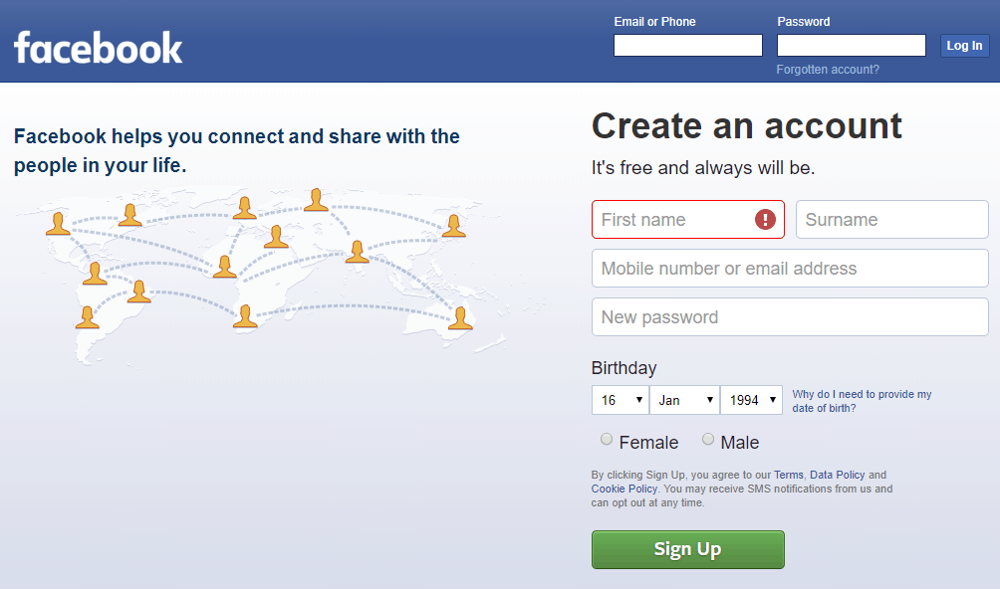 facebook
Email or Phone
Password
Log In
Forgotten account?
Facebook helps you connect and share with the
people in your life.
Create an account
It's free and always will be.
First name
Surname
Mobile number or email address
New password
Birthday
16
Jan
1994
Why do I need to provide my
date of birth?
Female
Male
By clicking Sign Up, you agree to our Terms, Data Policy and
Cookie Policy. You may receive SMS notifications from us and
can opt out at any time.
Sign Up